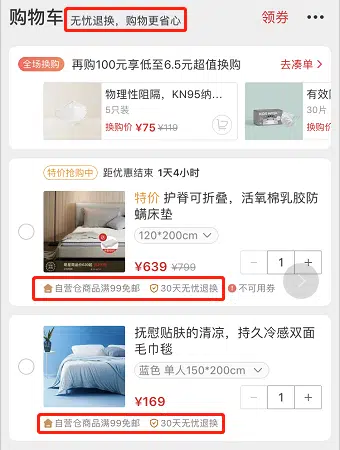 购物车 无忧退换，购物更省心 领券
全场换购 再购100元享低至6.5元超值换购 去凑单
物理性阻隔，KN95纳... 有效
5只装 30片
换购价 ¥75 ¥119 换购
特价抢购中 距优惠结束 1天4小时
特价 护脊可折叠，活氧棉乳胶防
螨床垫
120*200cm
¥639 ¥799
1
自营仓商品满99免邮 30天无忧退换 不可用券
抚慰贴肤的清凉，持久冷感双面
毛巾毯
蓝色 单人150*200cm
¥169
1
自营仓商品满99免邮 30天无忧退换